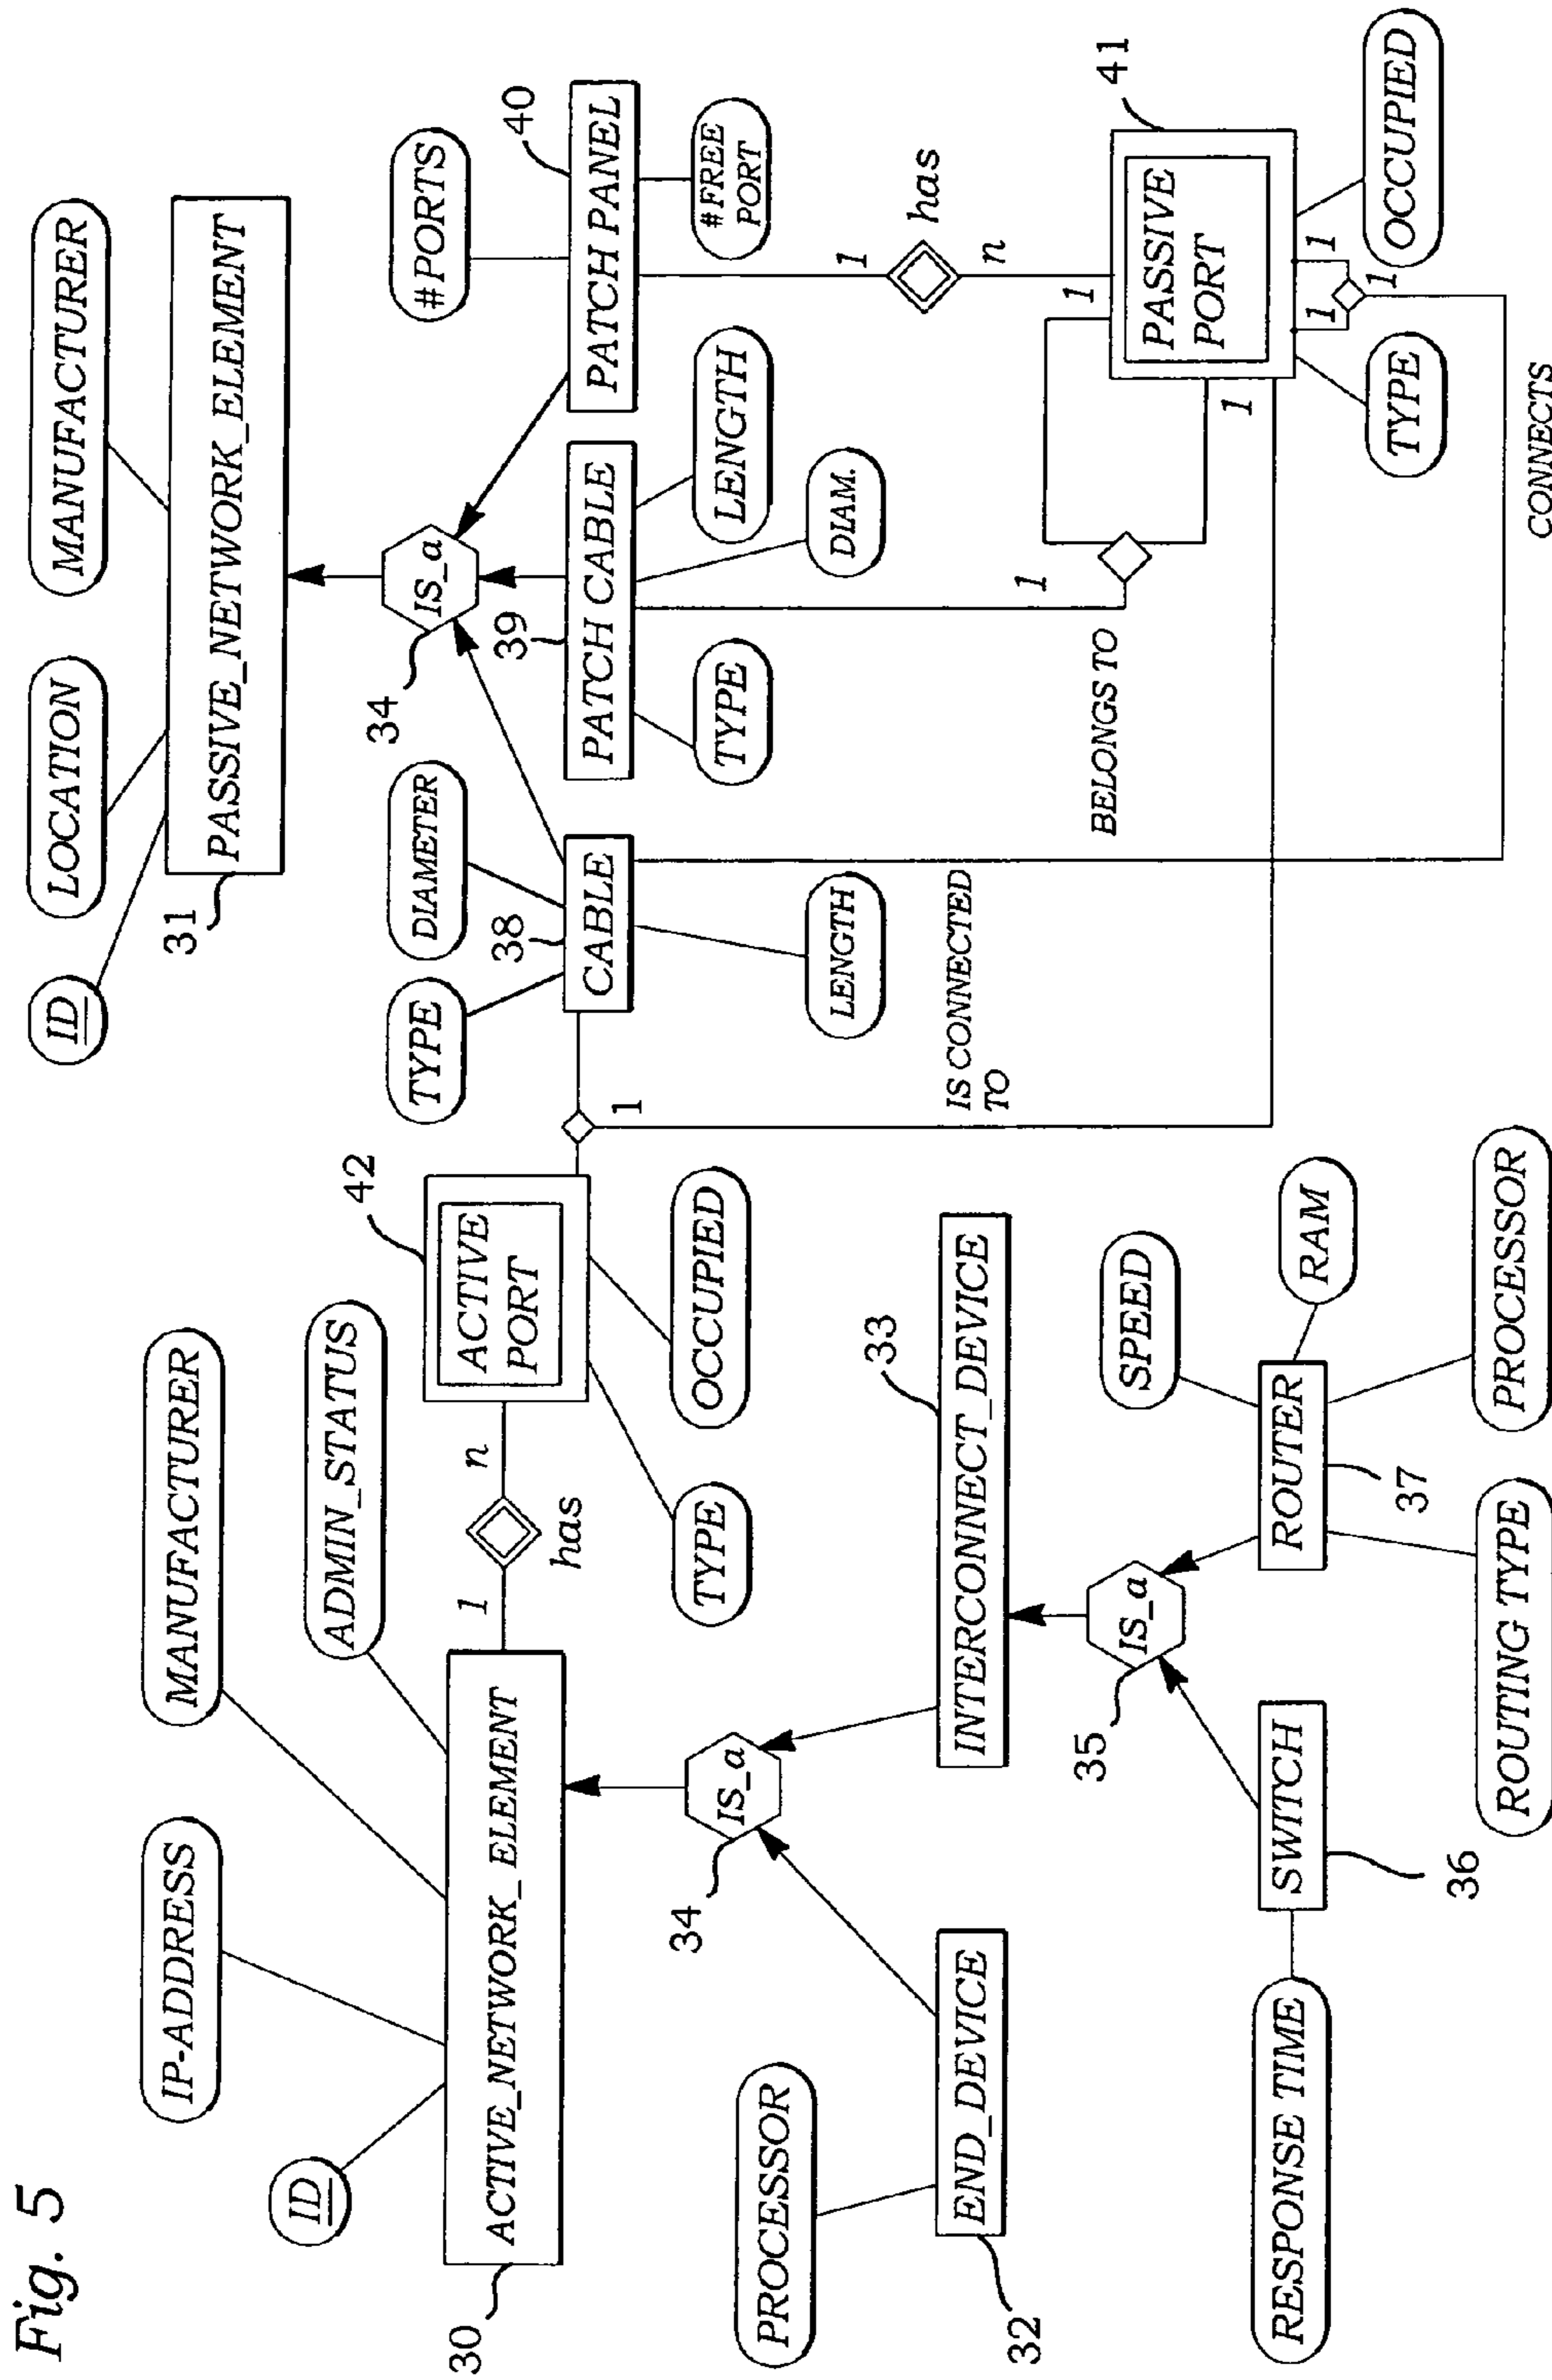 Fig. 5
ID
IP-ADDRESS
MANUFACTURER
ADMIN_STATUS
30
ACTIVE_NETWORK_ELEMENT
1
has
n
42
ACTIVE
PORT
TYPE
OCCUPIED
34
IS_a
PROCESSOR
32
END_DEVICE
33
INTERCONNECT_DEVICE
35
IS_a
RESPONSE TIME
SWITCH
36
ROUTER
37
SPEED
RAM
PROCESSOR
ROUTING TYPE
ID
LOCATION
MANUFACTURER
31
PASSIVE_NETWORK_ELEMENT
34
IS_a
TYPE
DIAMETER
38
CABLE
LENGTH
1
39
PATCH CABLE
TYPE
DIAM.
LENGTH
#PORTS
40
PATCH PANEL
#FREE
PORT
1
has
n
IS CONNECTED
TO
BELONGS TO
1
1
1
41
PASSIVE
PORT
1
1
1
TYPE
OCCUPIED
CONNECTS